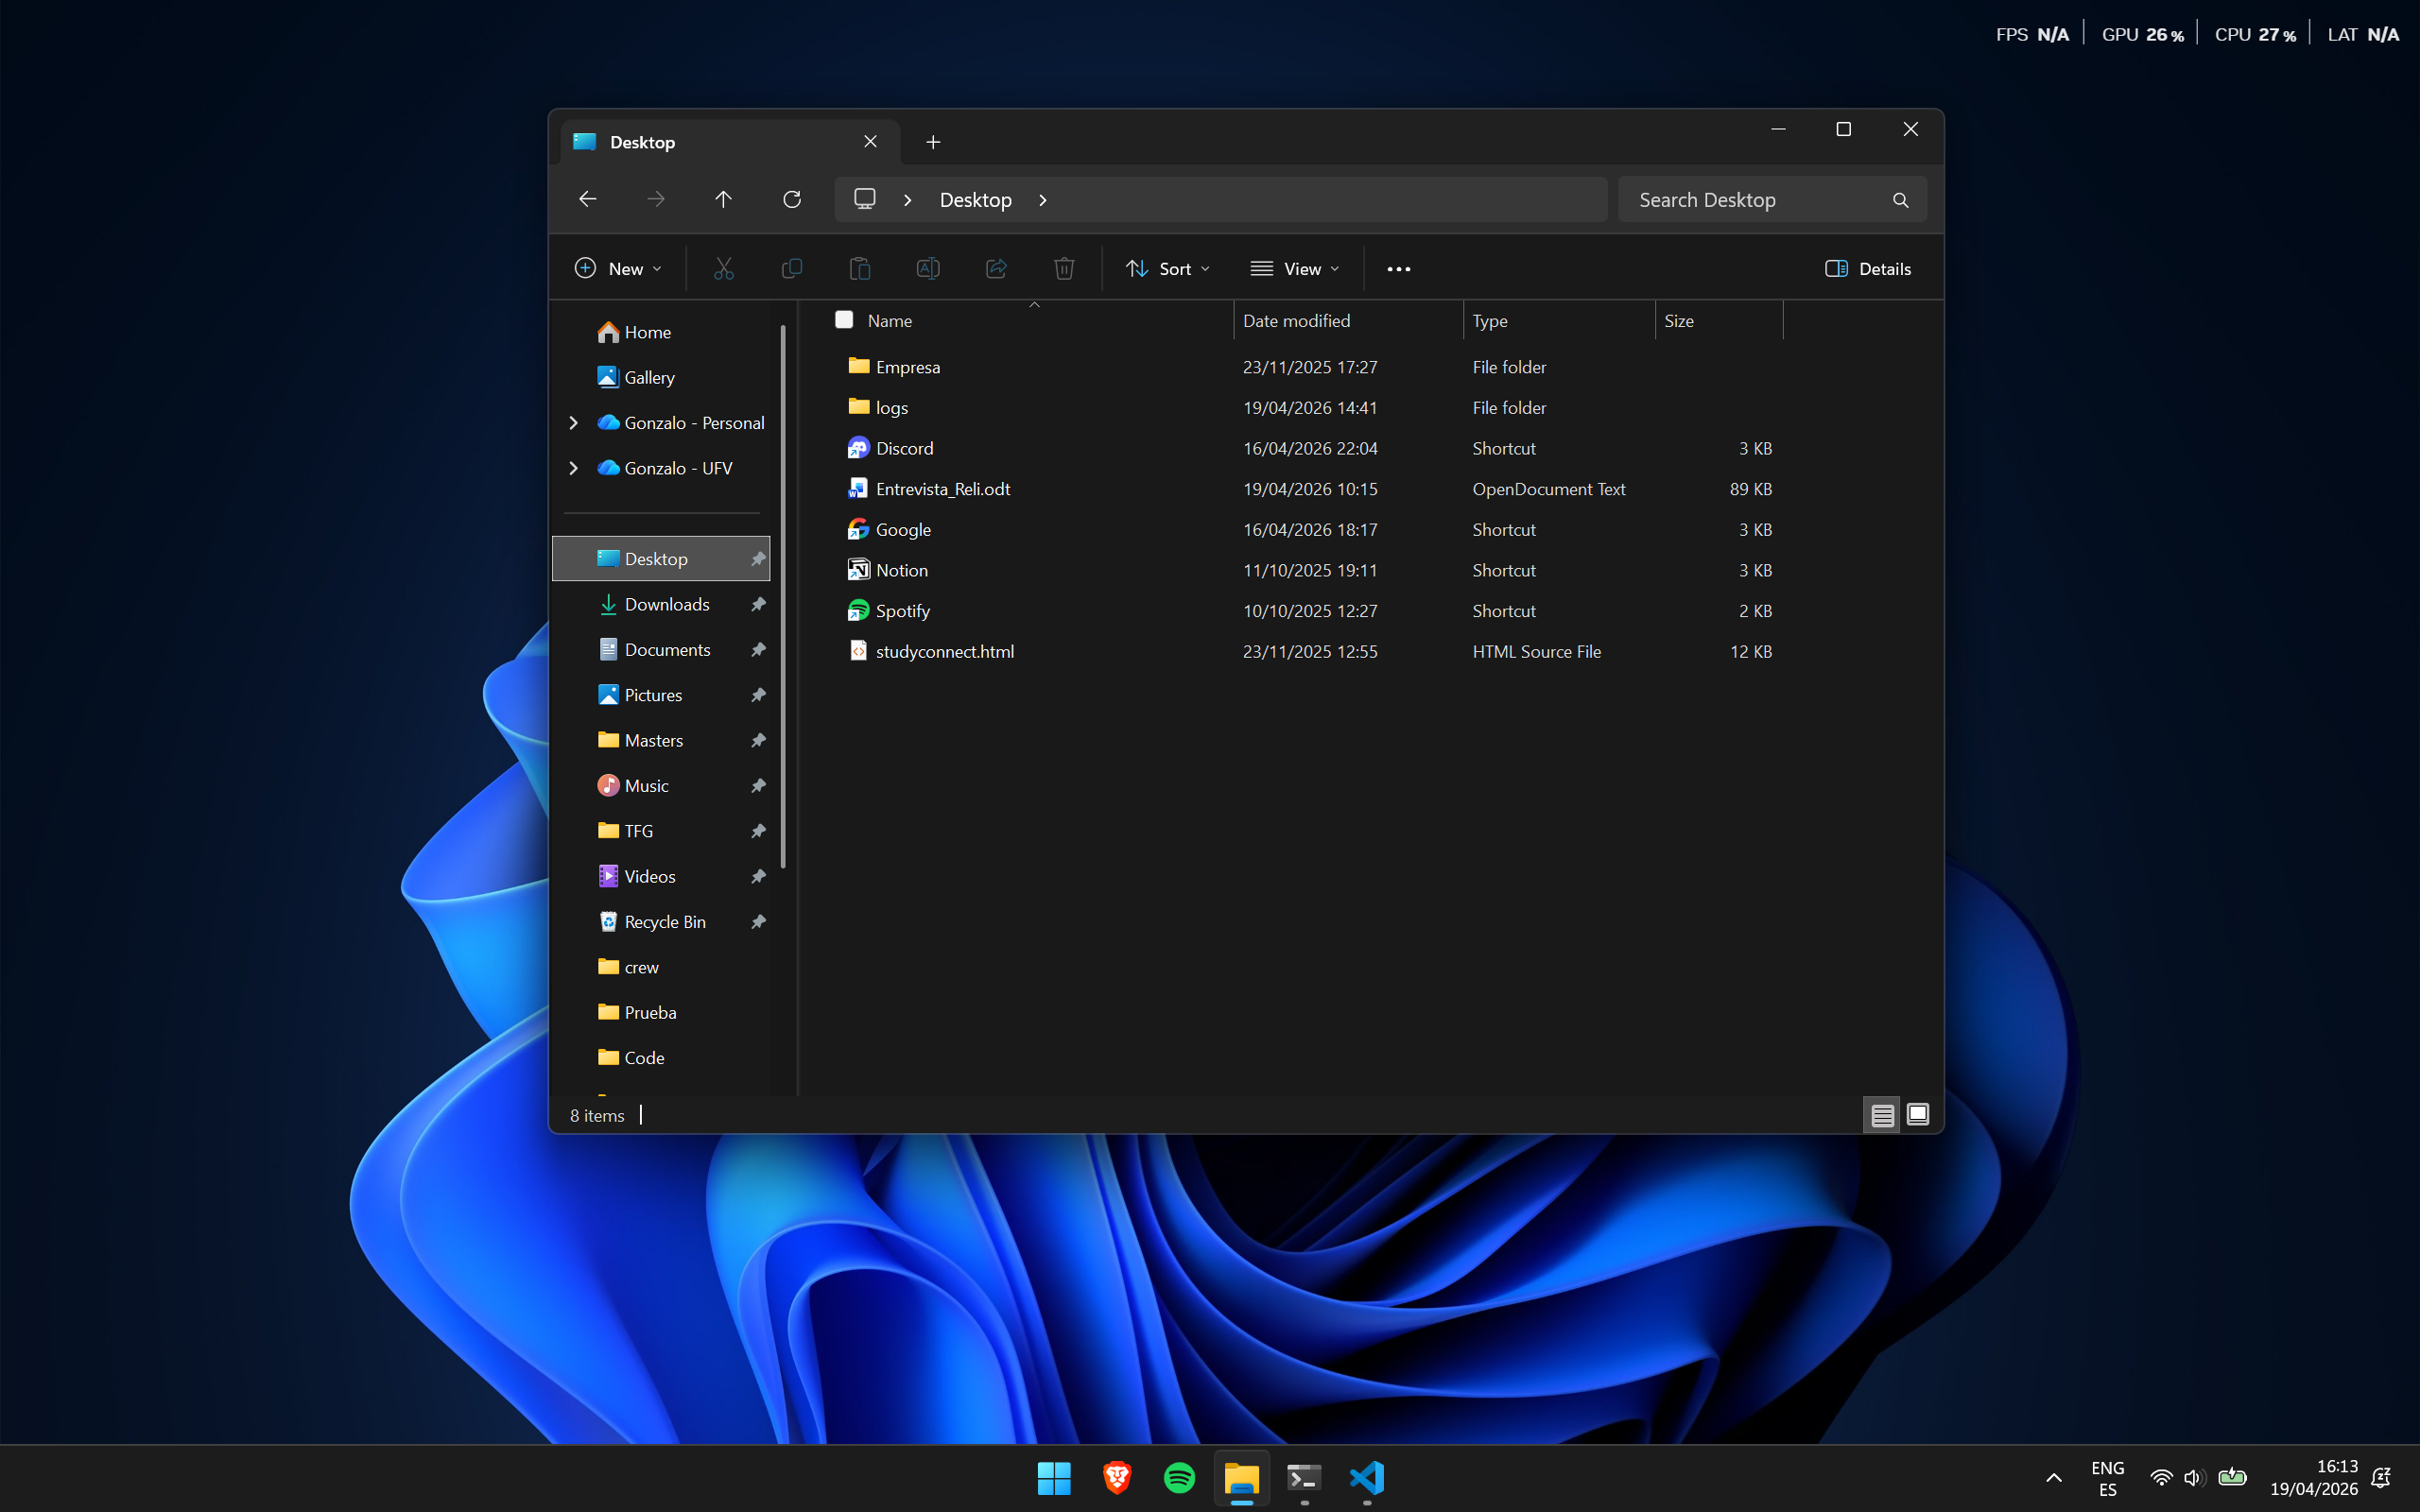 FPS N/A GPU 26 % CPU 27 % LAT N/A
Desktop
Desktop
Search Desktop
New
Sort
View
Details
Home
Gallery
Gonzalo - Personal
Gonzalo - UFV
Desktop
Downloads
Documents
Pictures
Masters
Music
TFG
Videos
Recycle Bin
crew
Prueba
Code
Name Date modified Type Size
Empresa 23/11/2025 17:27 File folder
logs 19/04/2026 14:41 File folder
Discord 16/04/2026 22:04 Shortcut 3 KB
Entrevista_Reli.odt 19/04/2026 10:15 OpenDocument Text 89 KB
Google 16/04/2026 18:17 Shortcut 3 KB
Notion 11/10/2025 19:11 Shortcut 3 KB
Spotify 10/10/2025 12:27 Shortcut 2 KB
studyconnect.html 23/11/2025 12:55 HTML Source File 12 KB
8 items
ENG
ES
16:13
19/04/2026